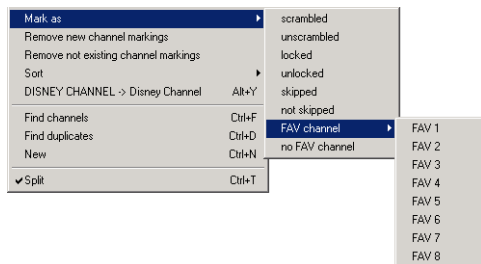 Mark as
Remove new channel markings
Remove not existing channel markings
Sort
DISNEY CHANNEL -> Disney Channel Alt+Y
Find channels Ctrl+F
Find duplicates Ctrl+D
New Ctrl+N
Split Ctrl+T
scrambled
unscrambled
locked
unlocked
skipped
not skipped
FAV channel
no FAV channel
FAV 1
FAV 2
FAV 3
FAV 4
FAV 5
FAV 6
FAV 7
FAV 8